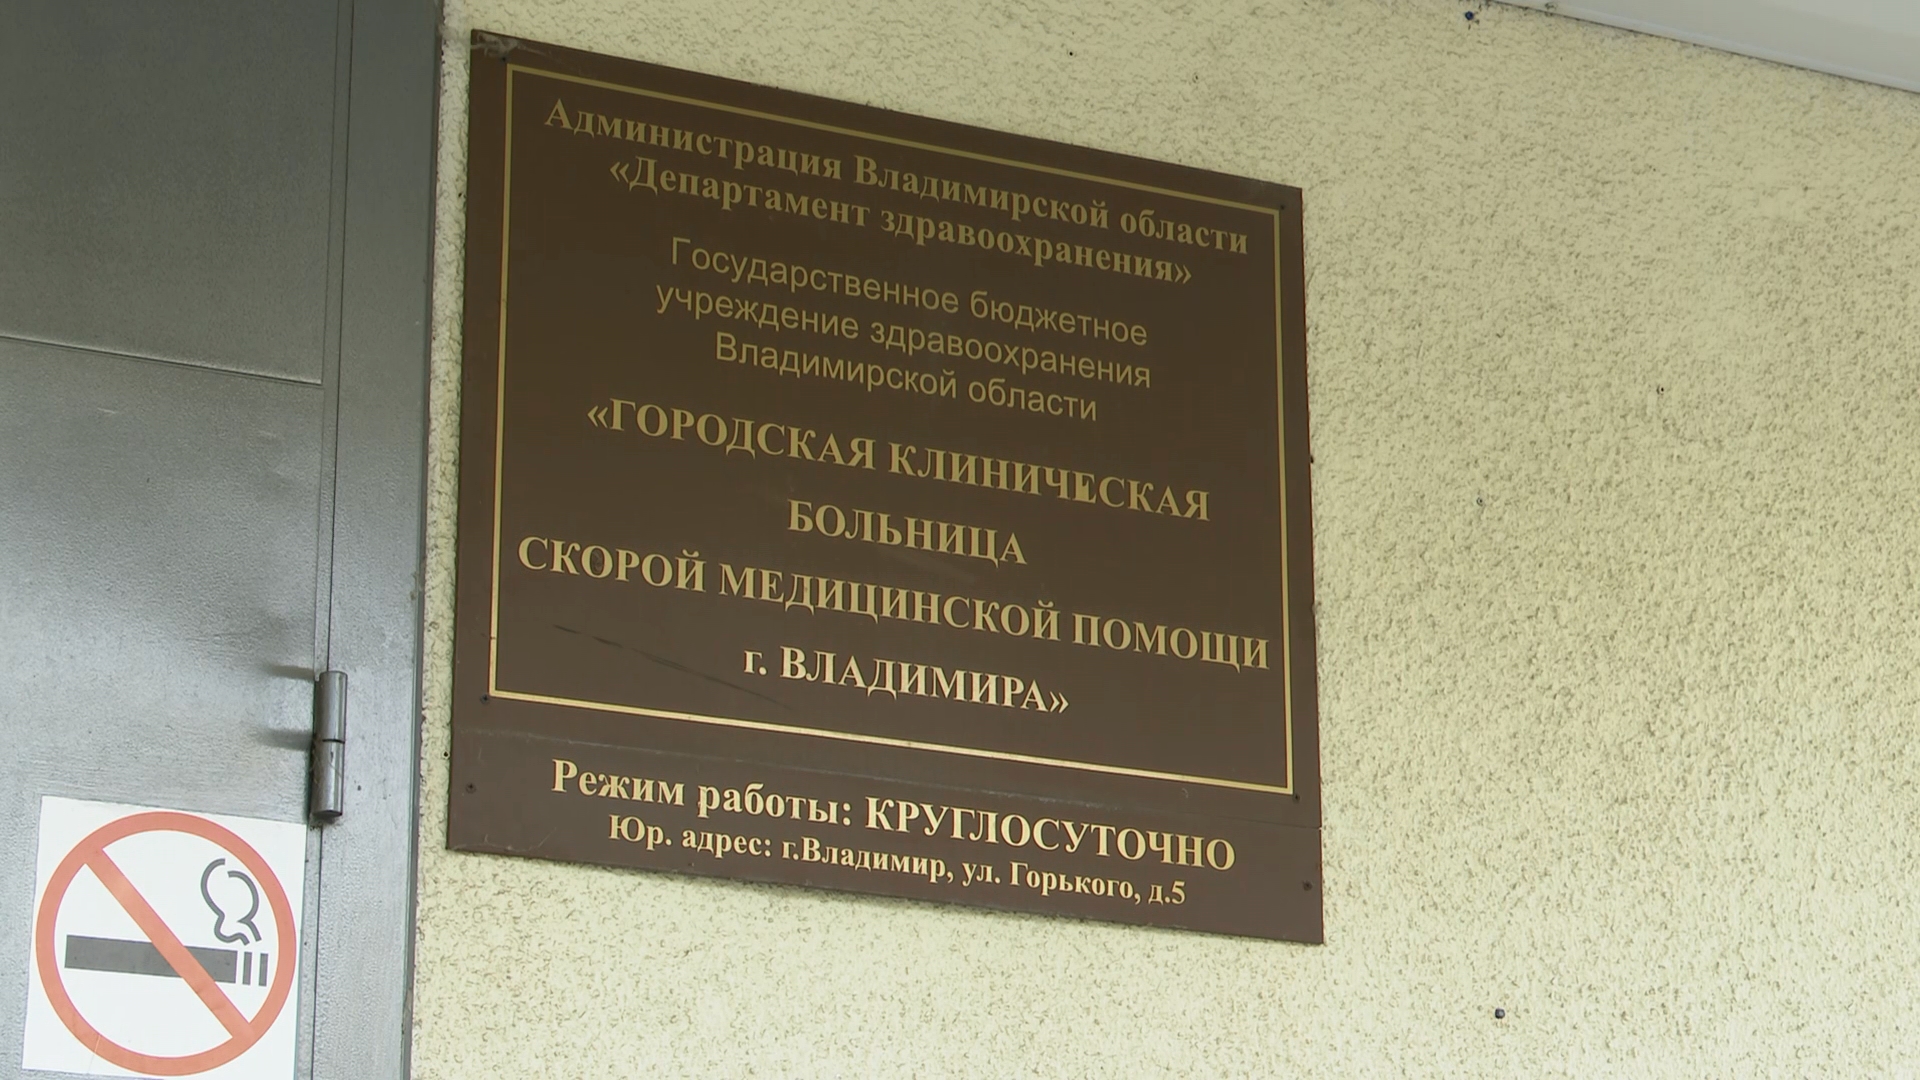 Администрация Владимирской области
«Департамент здравоохранения»
Государственное бюджетное
учреждение здравоохранения
Владимирской области
«ГОРОДСКАЯ КЛИНИЧЕСКАЯ
БОЛЬНИЦА
СКОРОЙ МЕДИЦИНСКОЙ ПОМОЩИ
г. ВЛАДИМИРА»
Режим работы: КРУГЛОСУТОЧНО
Юр. адрес: г.Владимир, ул. Горького, д.5